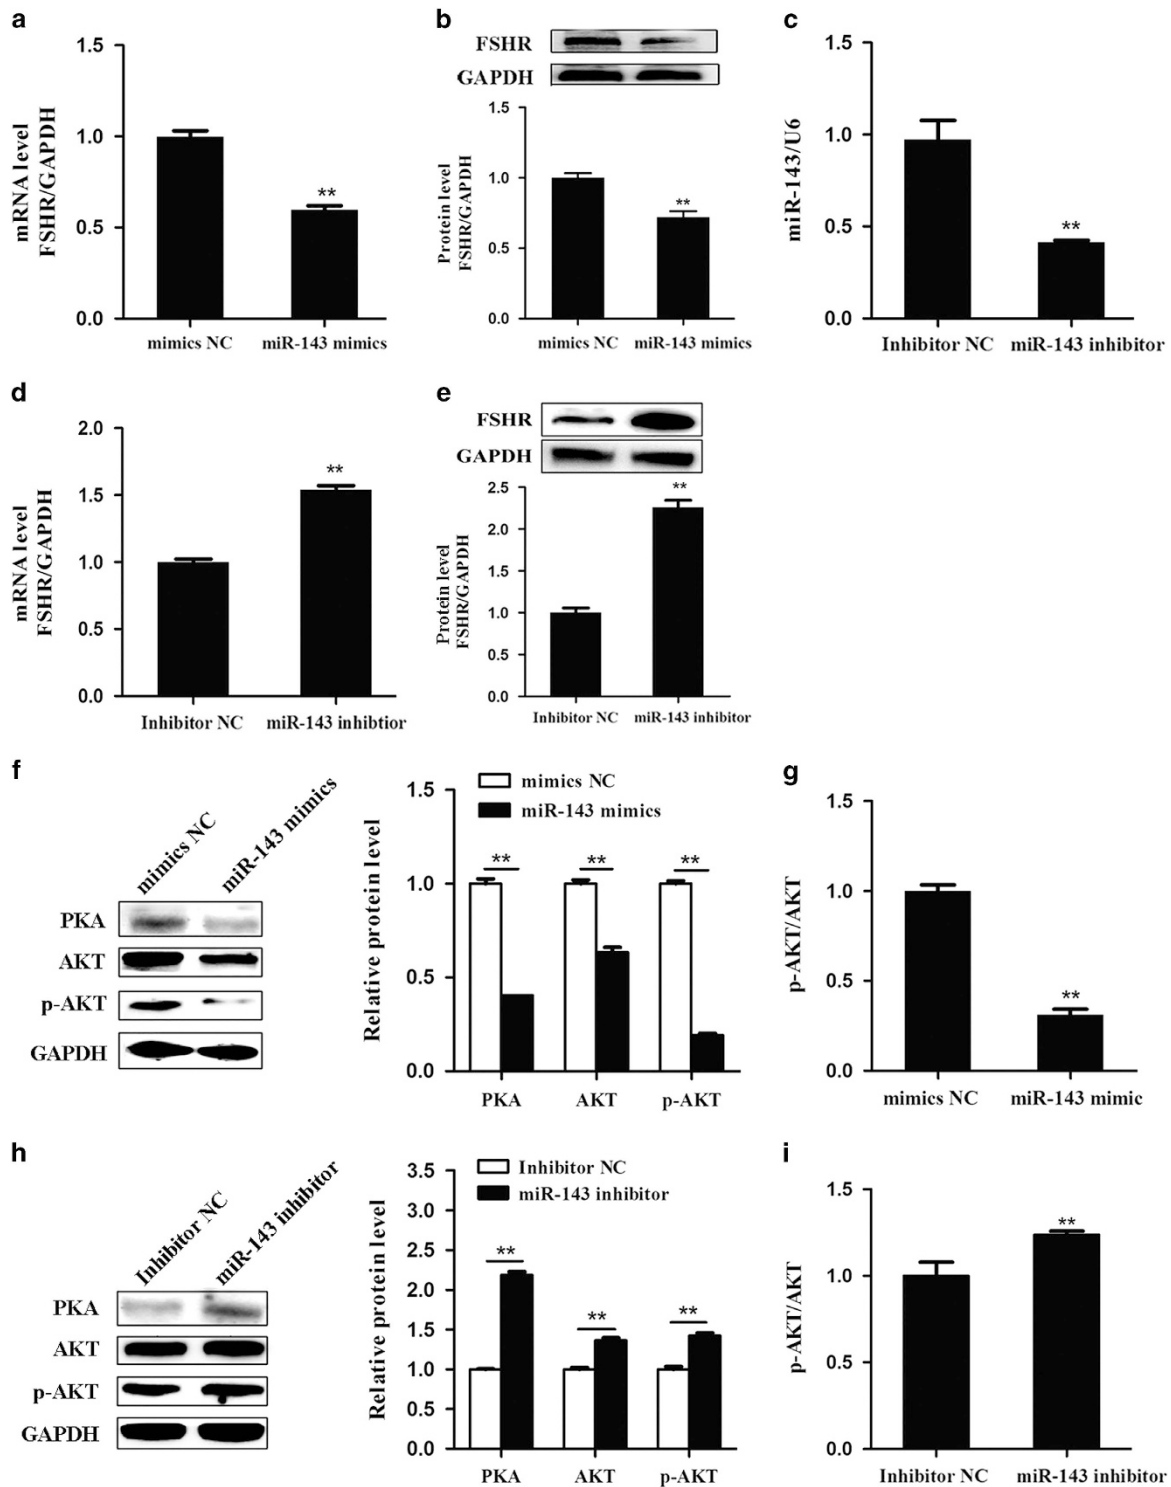 a
mRNA level
FSHR/GAPDH
1.5
1.0
0.5
0.0
**
mimics NC miR-143 mimics
b
FSHR
GAPDH
Protein level
FSHR/GAPDH
1.5
1.0
0.5
0.0
**
mimics NC miR-143 mimics
c
miR-143/U6
1.5
1.0
0.5
0.0
**
Inhibitor NC miR-143 inhibitor
d
mRNA level
FSHR/GAPDH
2.0
1.5
1.0
0.5
0.0
**
Inhibitor NC miR-143 inhibtior
e
FSHR
GAPDH
Protein level
FSHR/GAPDH
2.5
2.0
1.5
1.0
0.5
0.0
**
Inhibitor NC miR-143 inhibitor
f
mimics NC
miR-143 mimics
PKA
AKT
p-AKT
GAPDH
Relative protein level
1.5
1.0
0.5
0.0
mimics NC
miR-143 mimics
** ** **
PKA AKT p-AKT
g
p-AKT/AKT
1.5
1.0
0.5
0.0
**
mimics NC miR-143 mimic
h
Inhibitor NC
miR-143 inhibitor
PKA
AKT
p-AKT
GAPDH
Relative protein level
3.5
3.0
2.5
2.0
1.5
1.0
0.5
0.0
Inhibitor NC
miR-143 inhibitor
** ** **
PKA AKT p-AKT
i
p-AKT/AKT
1.5
1.0
0.5
0.0
**
Inhibitor NC miR-143 inhibitor